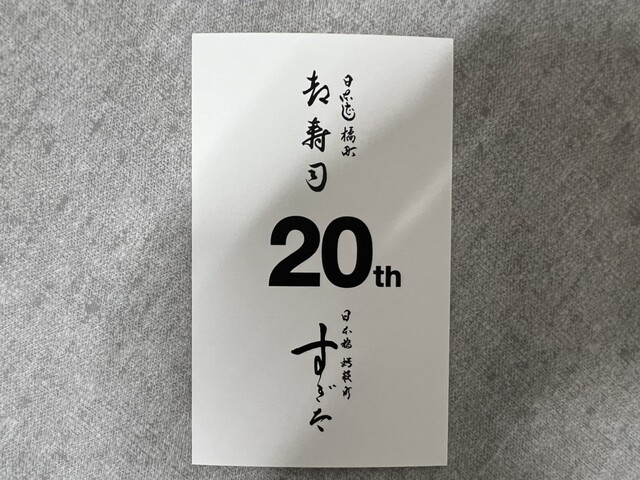 日本橋 橘町
都寿司
20th
日本橋 蛎殻町
すぎた